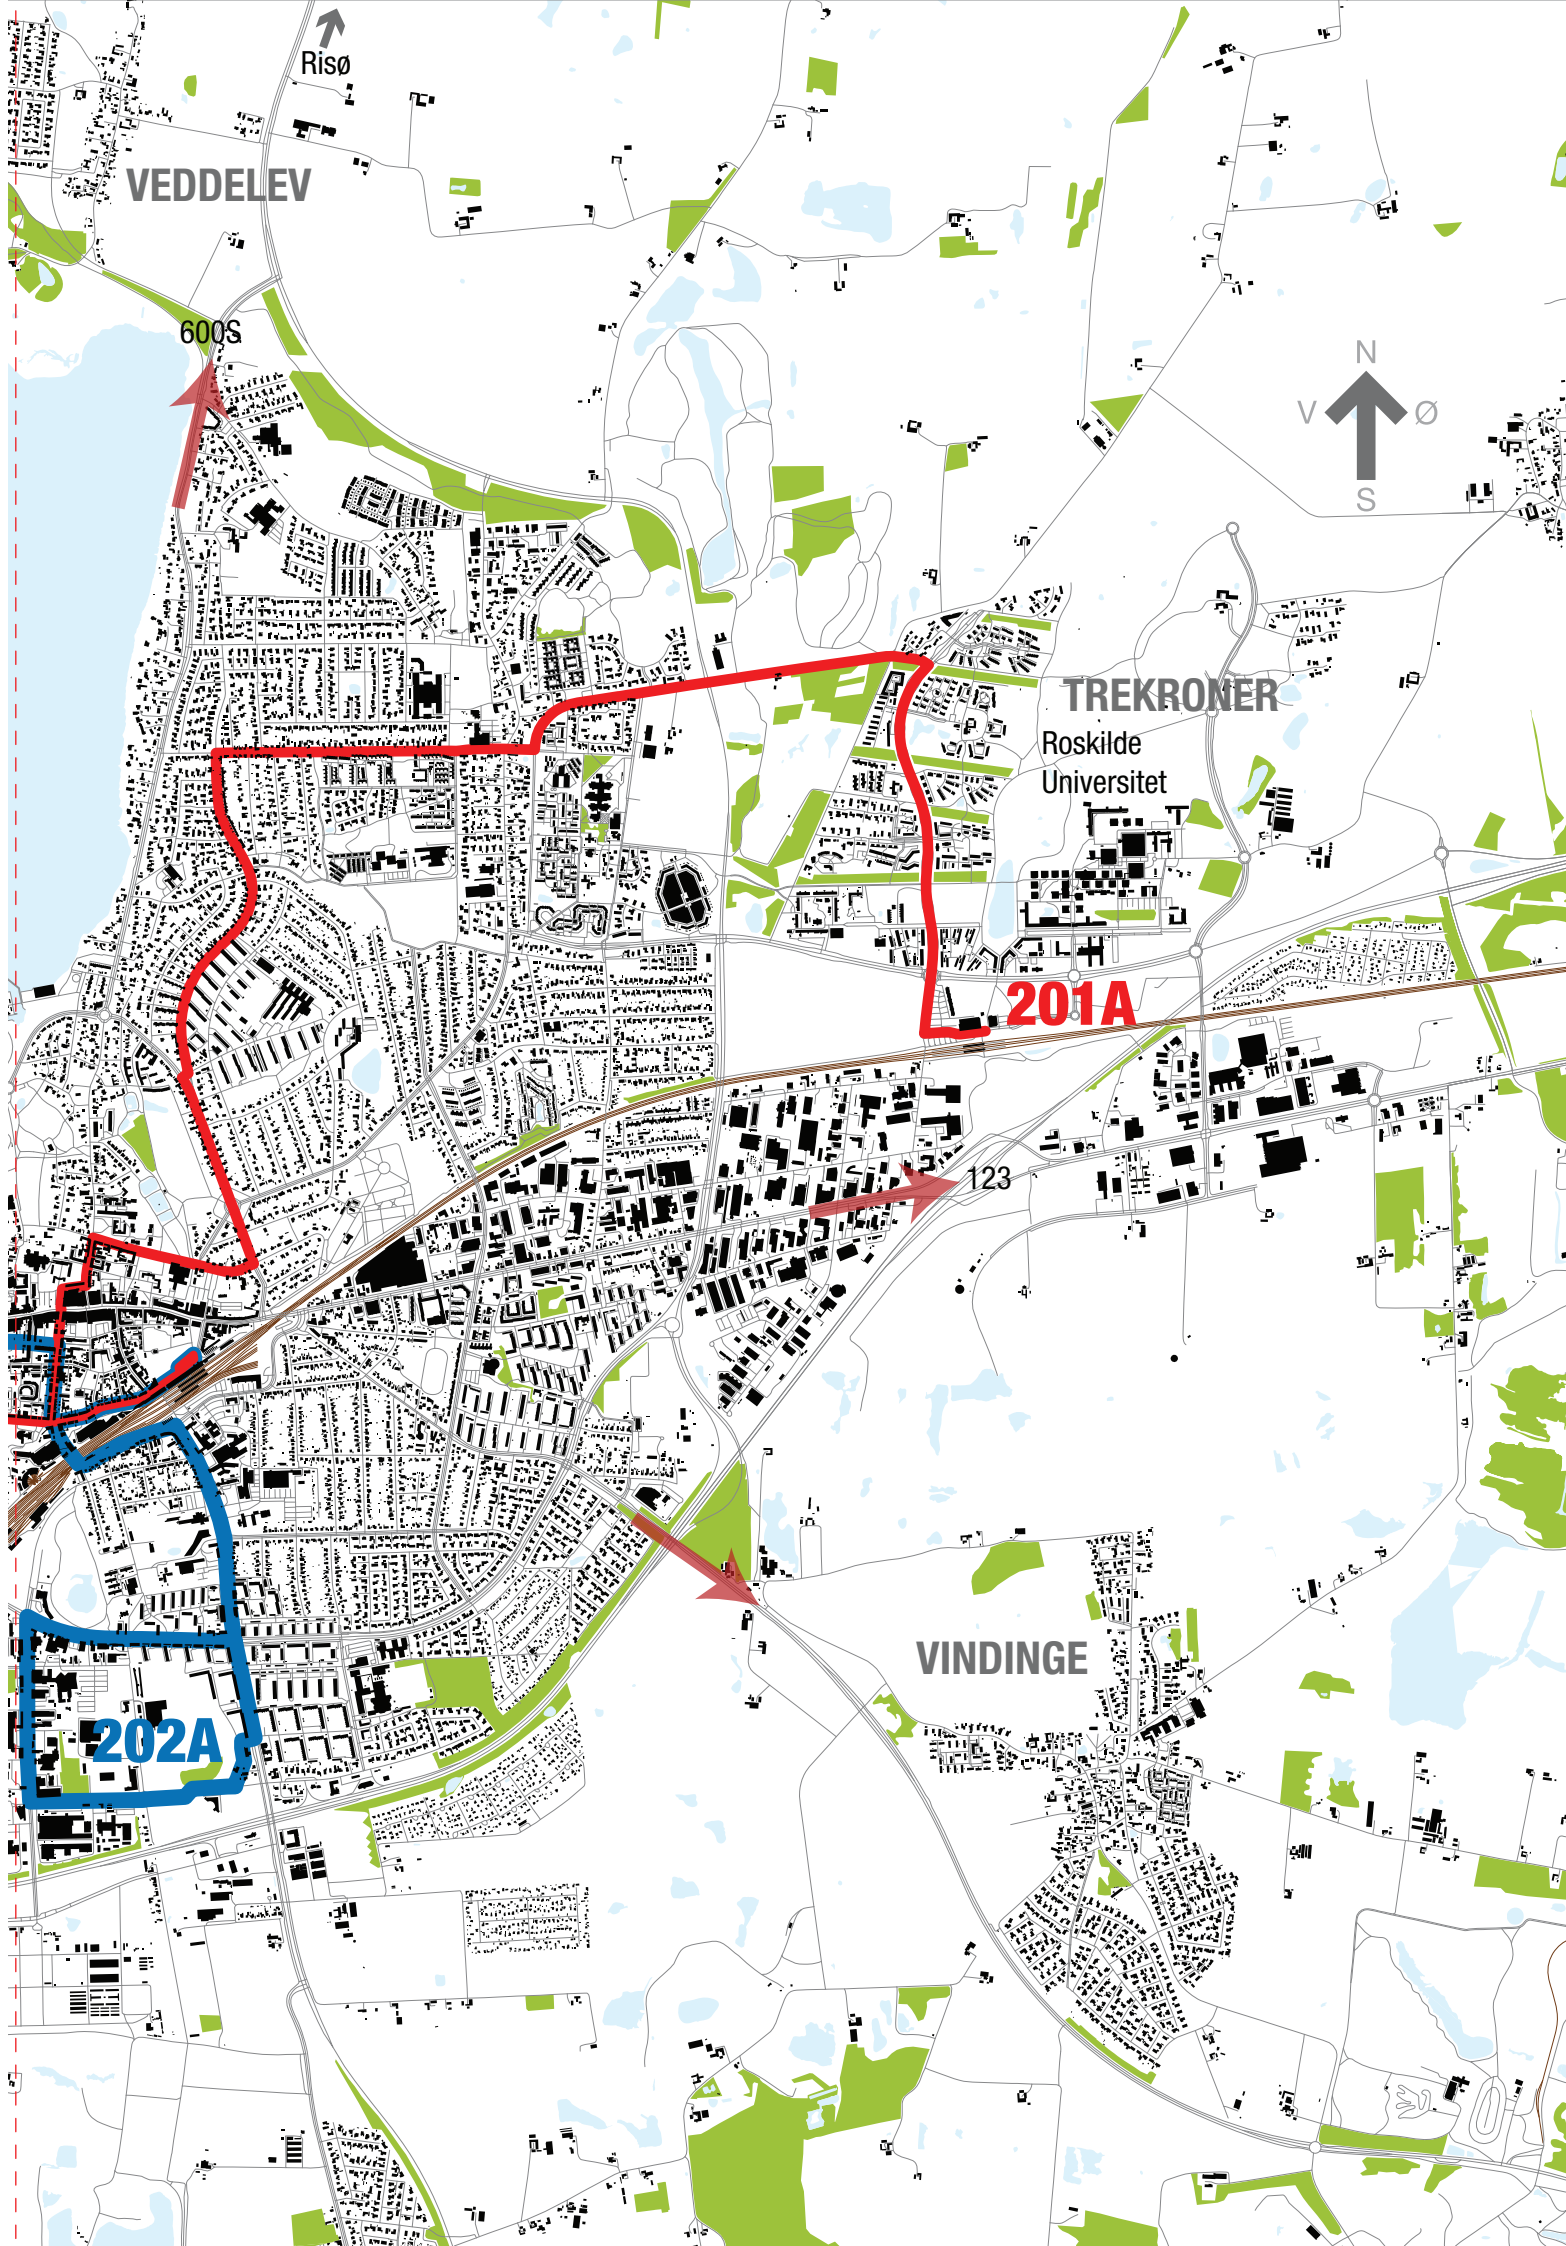 Risø
VEDDELEV
600S
N
V Ø
S
TREKRONER
Roskilde
Universitet
201A
123
VINDINGE
202A